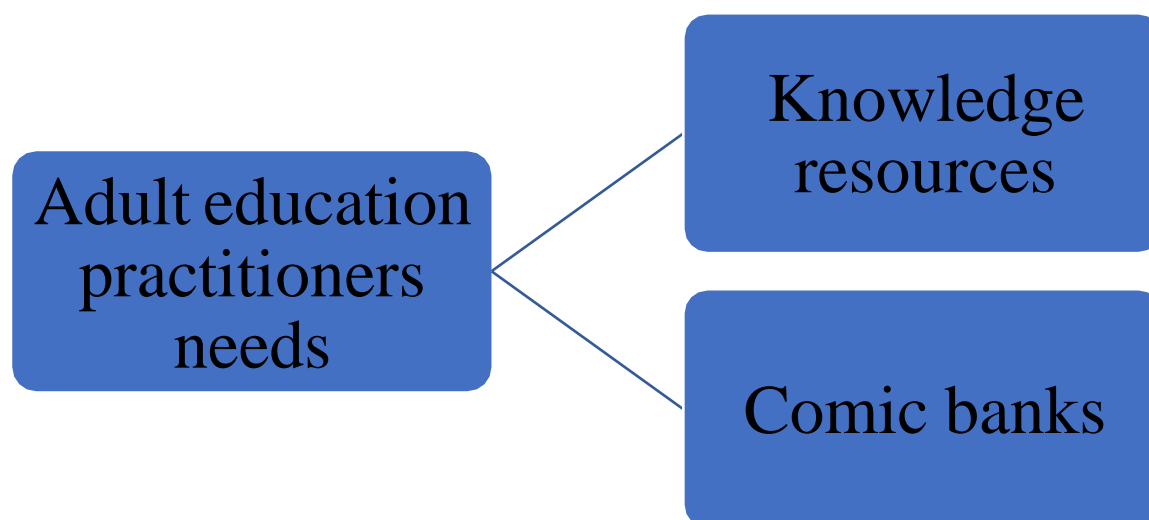 Adult education
practitioners
needs
Knowledge
resources
Comic banks